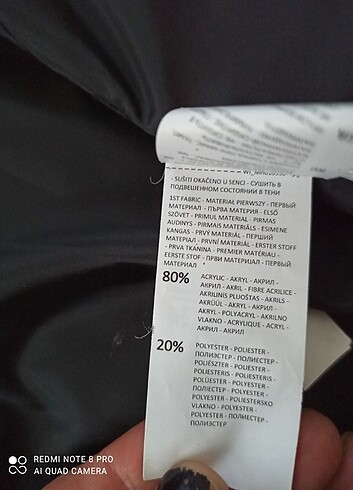 - SUŠITI OKAČENO U SENCI - СУШИТЬ В
ПОДВЕШЕННОМ СОСТОЯНИИ В ТЕНИ
1ST FABRIC - MATERIAŁ PIERWSZY - ПЕРВЫЙ
МАТЕРИАЛ - ПЪРВА МАТЕРИЯ - ELSŐ
SZÖVET - PRIMUL MATERIAL - PIRMAS
AUDINYS - PIRMAIS MATERIĀLS - ESIMENE
KANGAS - PRVÝ MATERIÁL - ПЕРШИЙ
МАТЕРІАЛ - PRVNÍ MATERIÁL - ERSTER STOFF
- PRVA TKANINA - PREMIER MATÉRIAU -
EERSTE STOF - ПРВИ МАТЕРИЈАЛ - ПЕРВЫЙ
МАТЕРИАЛ
80% ACRYLIC - AKRYL - АКРИЛ -
АКРИЛ - AKRIL - FIBRE ACRILICE -
AKRILINIS PLUOŠTAS - AKRILS -
AKRÜÜL - AKRYL - АКРИЛ -
AKRYL - POLYACRYL - AKRILNO
VLAKNO - ACRYLIQUE - ACRYL -
АКРИЛ - АКРИЛ
20% POLYESTER - POLIESTER -
ПОЛИЭСТЕР - ПОЛИЕСТЕР -
POLIÉSZTER - POLIESTER -
POLIESTERIS - POLIESTERIS -
POLÜESTER - POLYESTER -
ПОЛІЕСТЕР - POLYESTER -
POLYESTER - POLIESTERSKO
VLAKNO - POLYESTER -
POLYESTER - ПОЛИЕСТЕР -
ПОЛИЭСТЕР
REDMI NOTE 8 PRO
AI QUAD CAMERA